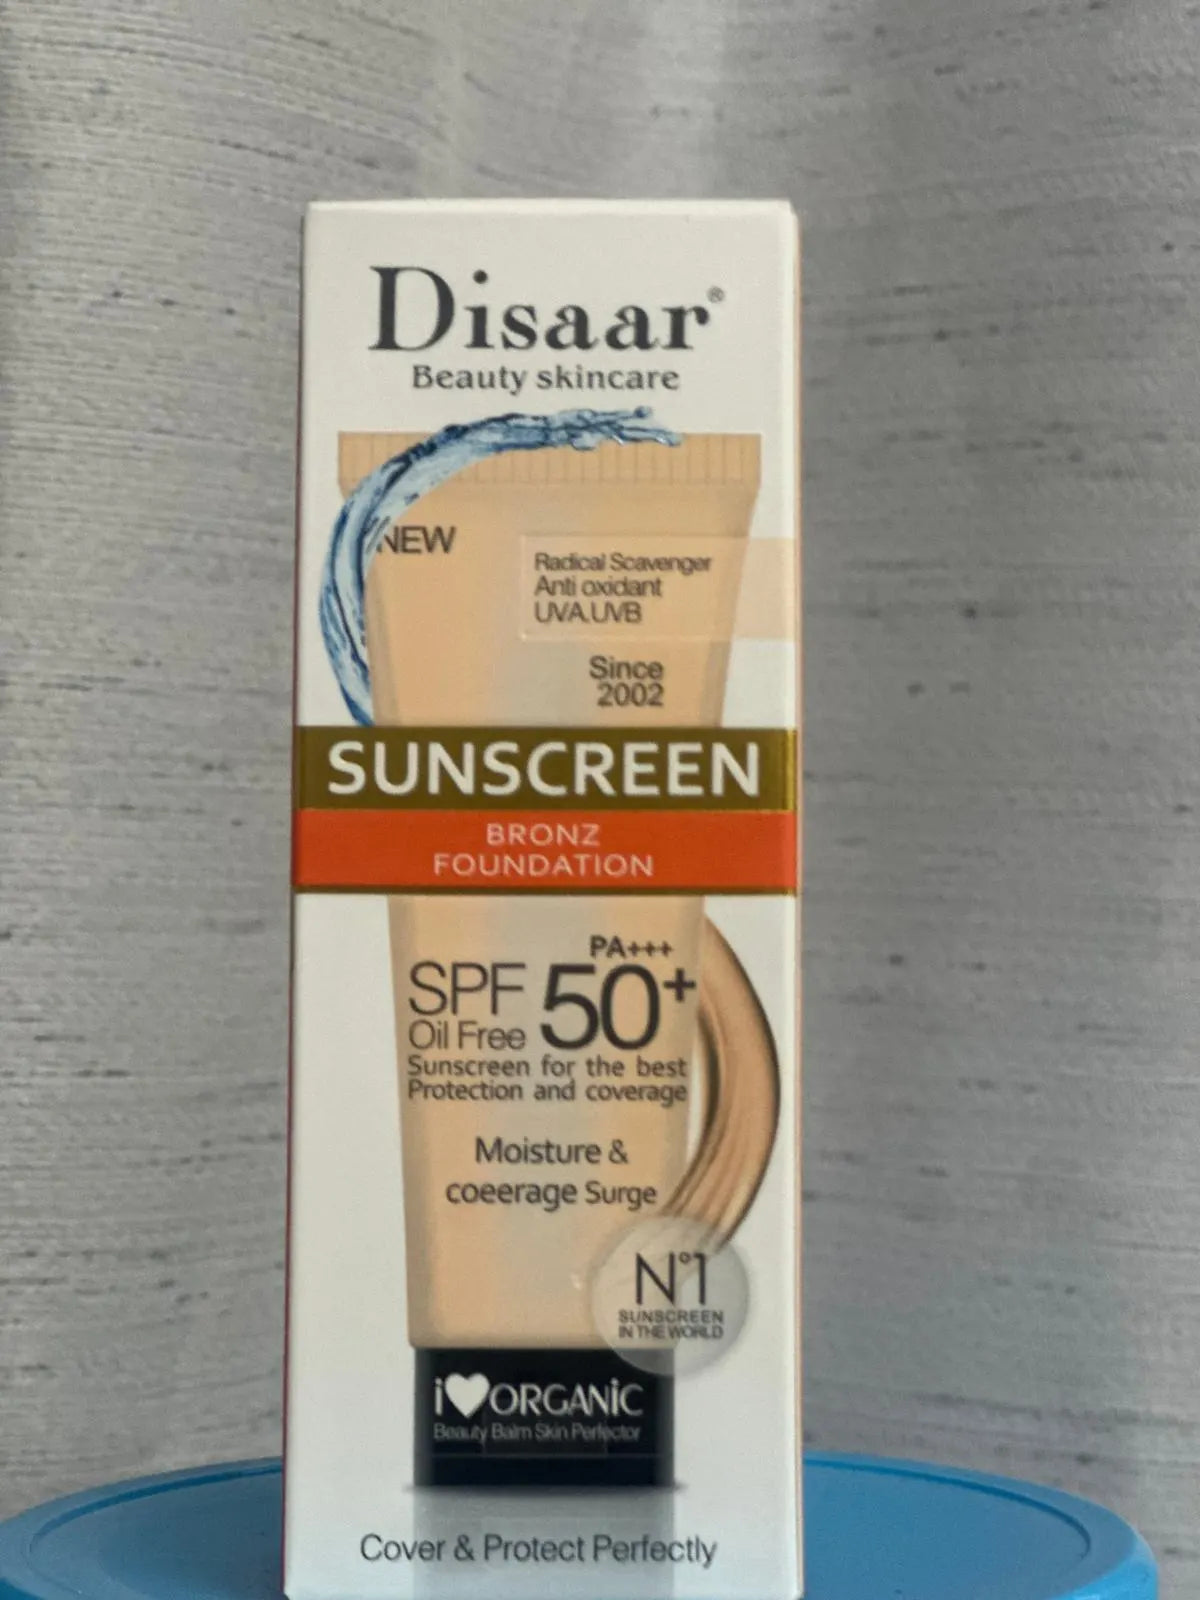 Disaar®
Beauty skincare
NEW
Radical Scavenger
Anti oxidant
UVA.UVB
Since
2002
SUNSCREEN
BRONZ
FOUNDATION
PA+++
SPF 50+
Oil Free
Sunscreen for the best
Protection and coverage
Moisture &
coeerage Surge
N°1
SUNSCREEN
IN THE WORLD
i♥ORGANiC
Beauty Balm Skin Perfector
Cover & Protect Perfectly